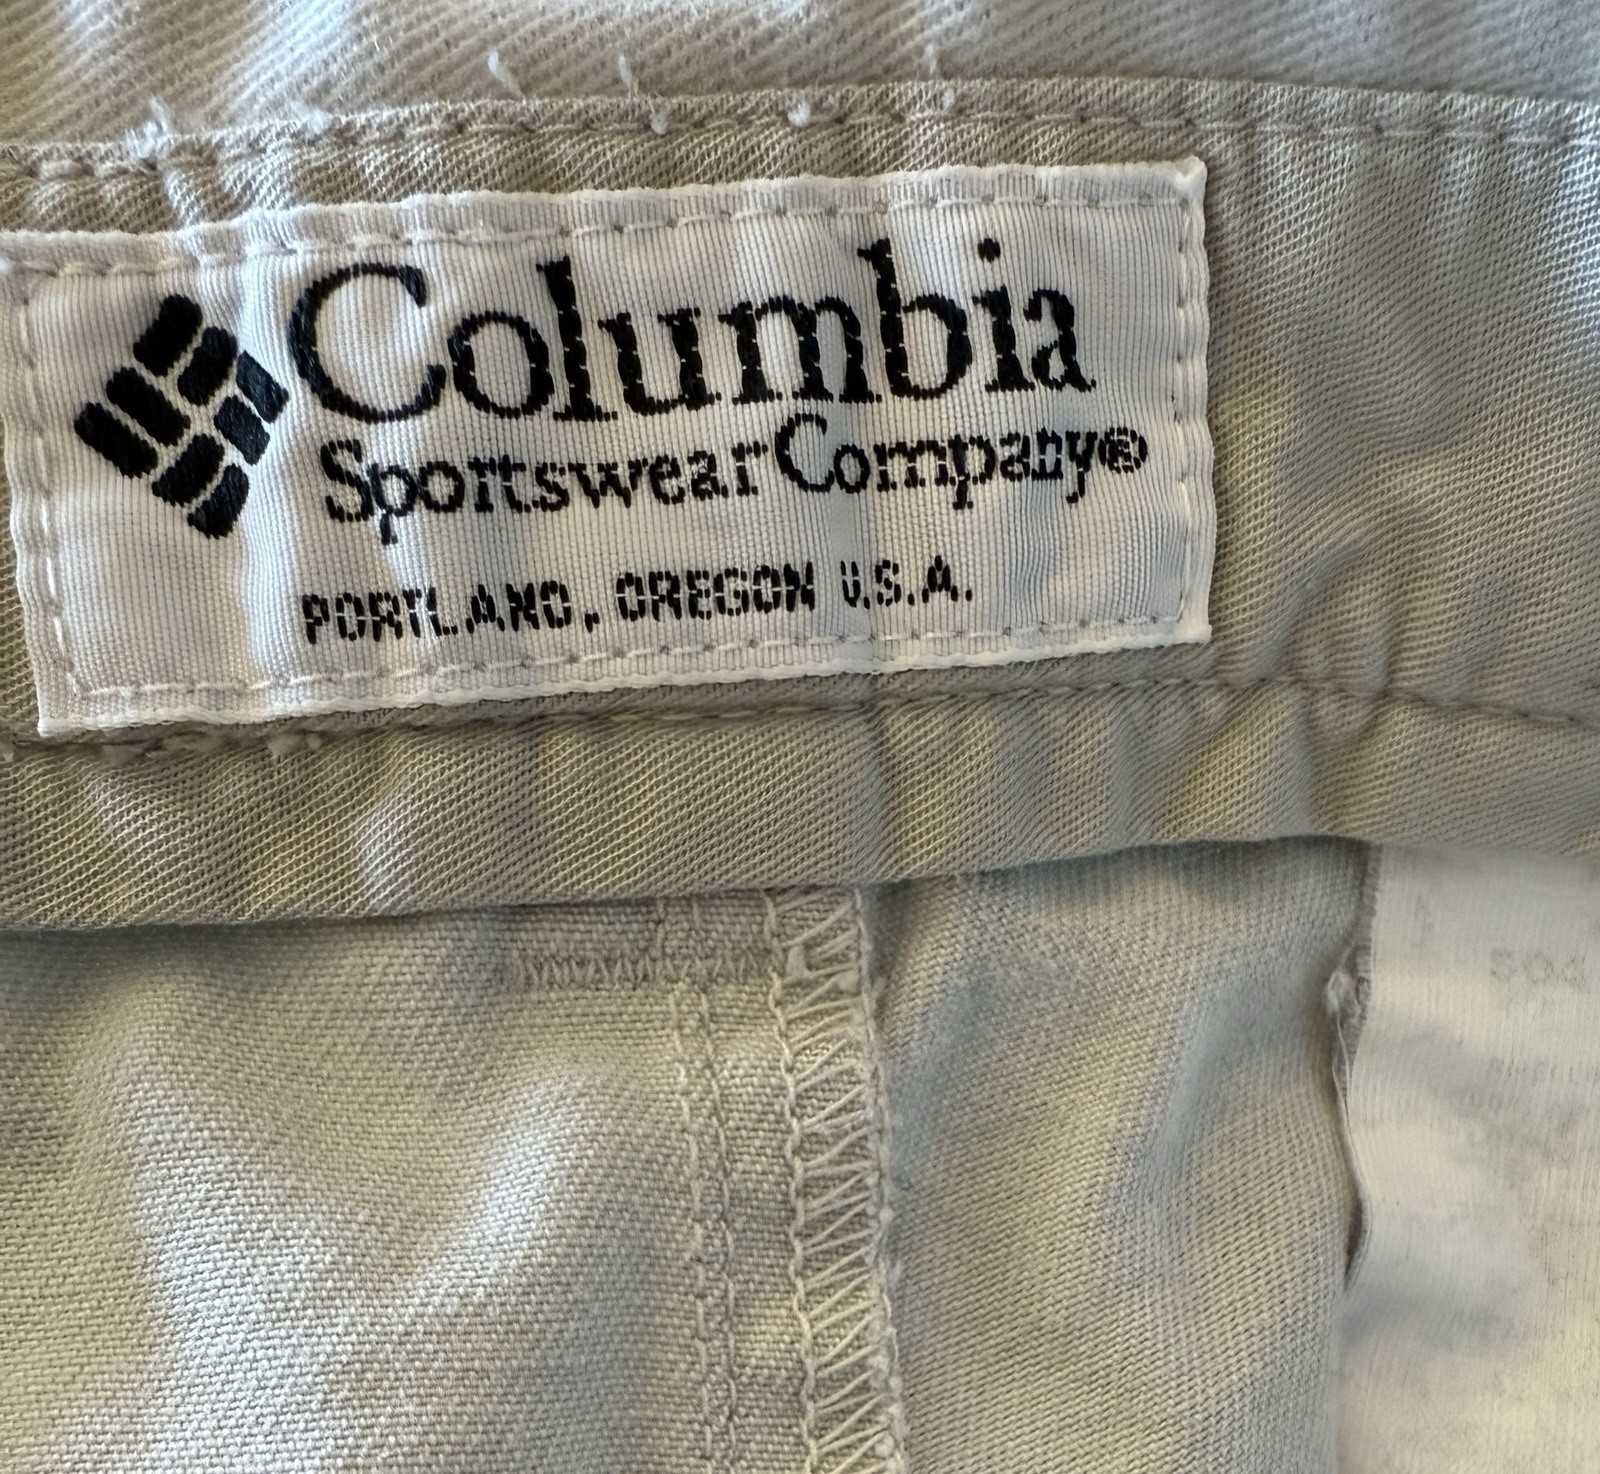 Columbia
Sportswear Company®
PORTLAND, OREGON U.S.A.